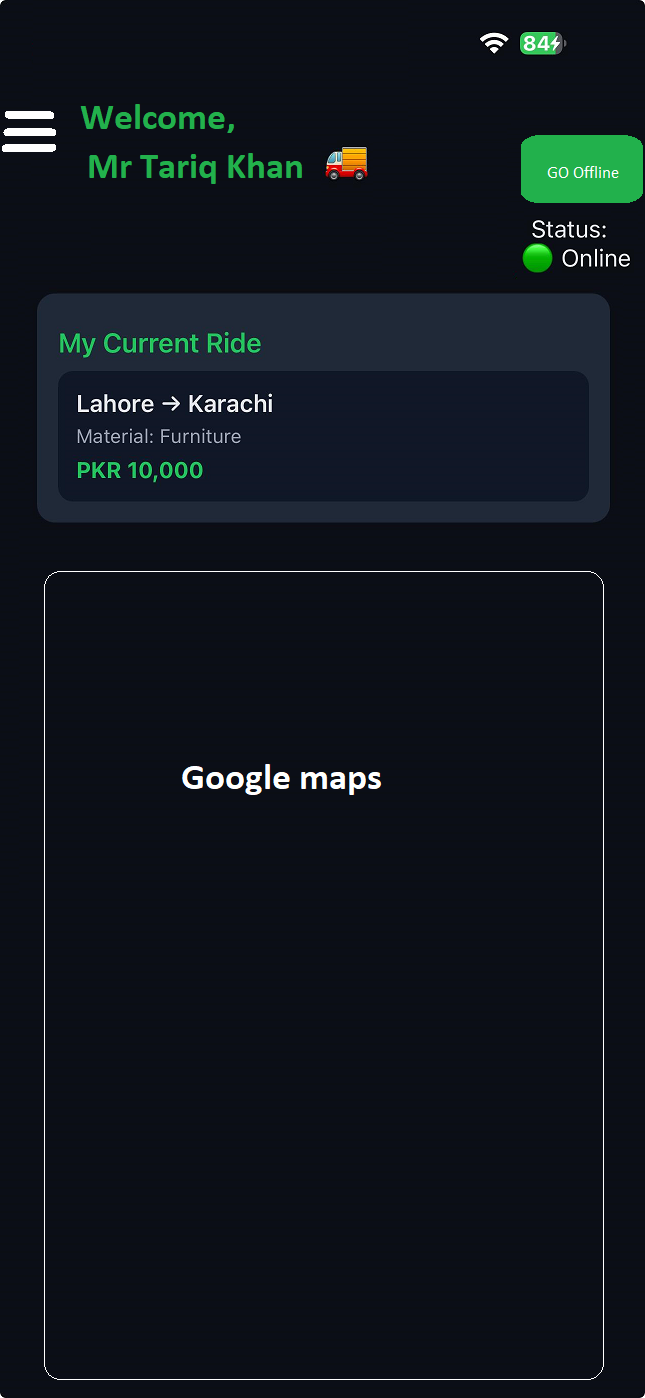 84
Welcome,
Mr Tariq Khan
GO Offline
Status:
Online
My Current Ride
Lahore → Karachi
Material: Furniture
PKR 10,000
Google maps